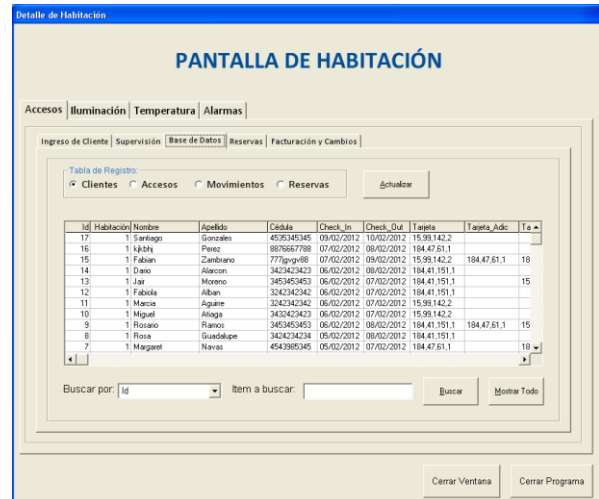 Detalle de Habitación
PANTALLA DE HABITACIÓN
Accesos Iluminación Temperatura Alarmas
Ingreso de Cliente Supervisión Base de Datos Reservas Facturación y Cambios
Tabla de Registro:
Clientes Accesos Movimientos Reservas Actualizar
Id Habitación Nombre Apellido Cédula Check_In Check_Out Tarjeta Tarjeta_Adic Ta
17 1 Santiago Gonzales 4535345345 09/02/2012 10/02/2012 15,99,142,2
16 1 kjkbhj Perez 8876667788 07/02/2012 08/02/2012 184,47,61,1
15 1 Fabian Zambrano 777jgvgv88 07/02/2012 09/02/2012 15,99,142,2 184,47,61,1 18
14 1 Dario Alarcon 3423423423 06/02/2012 08/02/2012 184,41,151,1
13 1 Jair Moreno 3453453453 06/02/2012 07/02/2012 184,41,151,1 15
12 1 Fabiola Alban 3242342342 06/02/2012 07/02/2012 184,41,151,1
11 1 Marcia Aguirre 3242342342 06/02/2012 07/02/2012 15,99,142,2
10 1 Miguel Atiaga 3432423423 06/02/2012 07/02/2012 15,99,142,2
9 1 Rosario Ramos 3453453453 06/02/2012 08/02/2012 184,41,151,1 184,47,61,1 15
8 1 Rosa Guadalupe 3424234234 05/02/2012 08/02/2012 184,41,151,1
7 1 Margaret Navas 4543985345 05/02/2012 07/02/2012 184,47,61,1 18
Buscar por: Id Item a buscar: Buscar Mostrar Todo
Cerrar Ventana Cerrar Programa